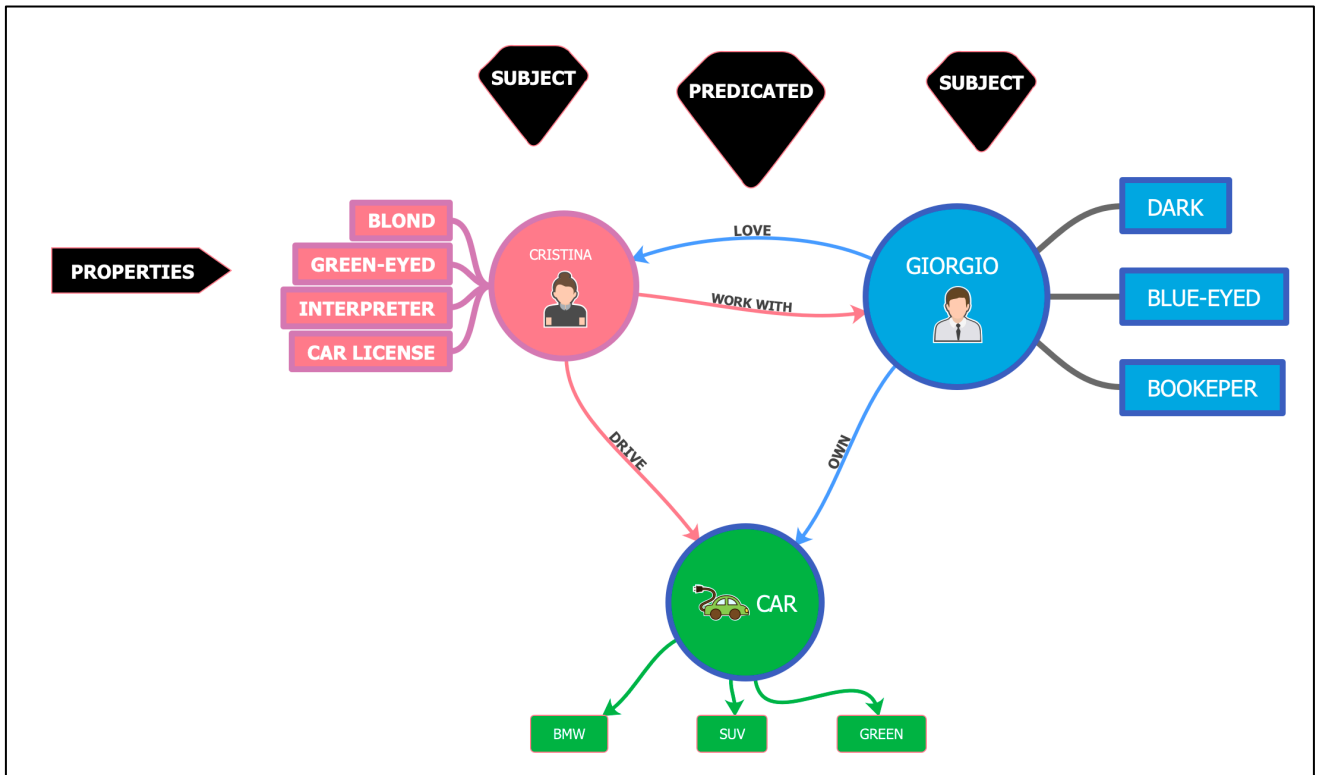 SUBJECT
PREDICATED
SUBJECT
PROPERTIES
BLOND
GREEN-EYED
INTERPRETER
CAR LICENSE
CRISTINA
LOVE
WORK WITH
GIORGIO
DARK
BLUE-EYED
BOOKEPER
DRIVE
OWN
CAR
BMW
SUV
GREEN